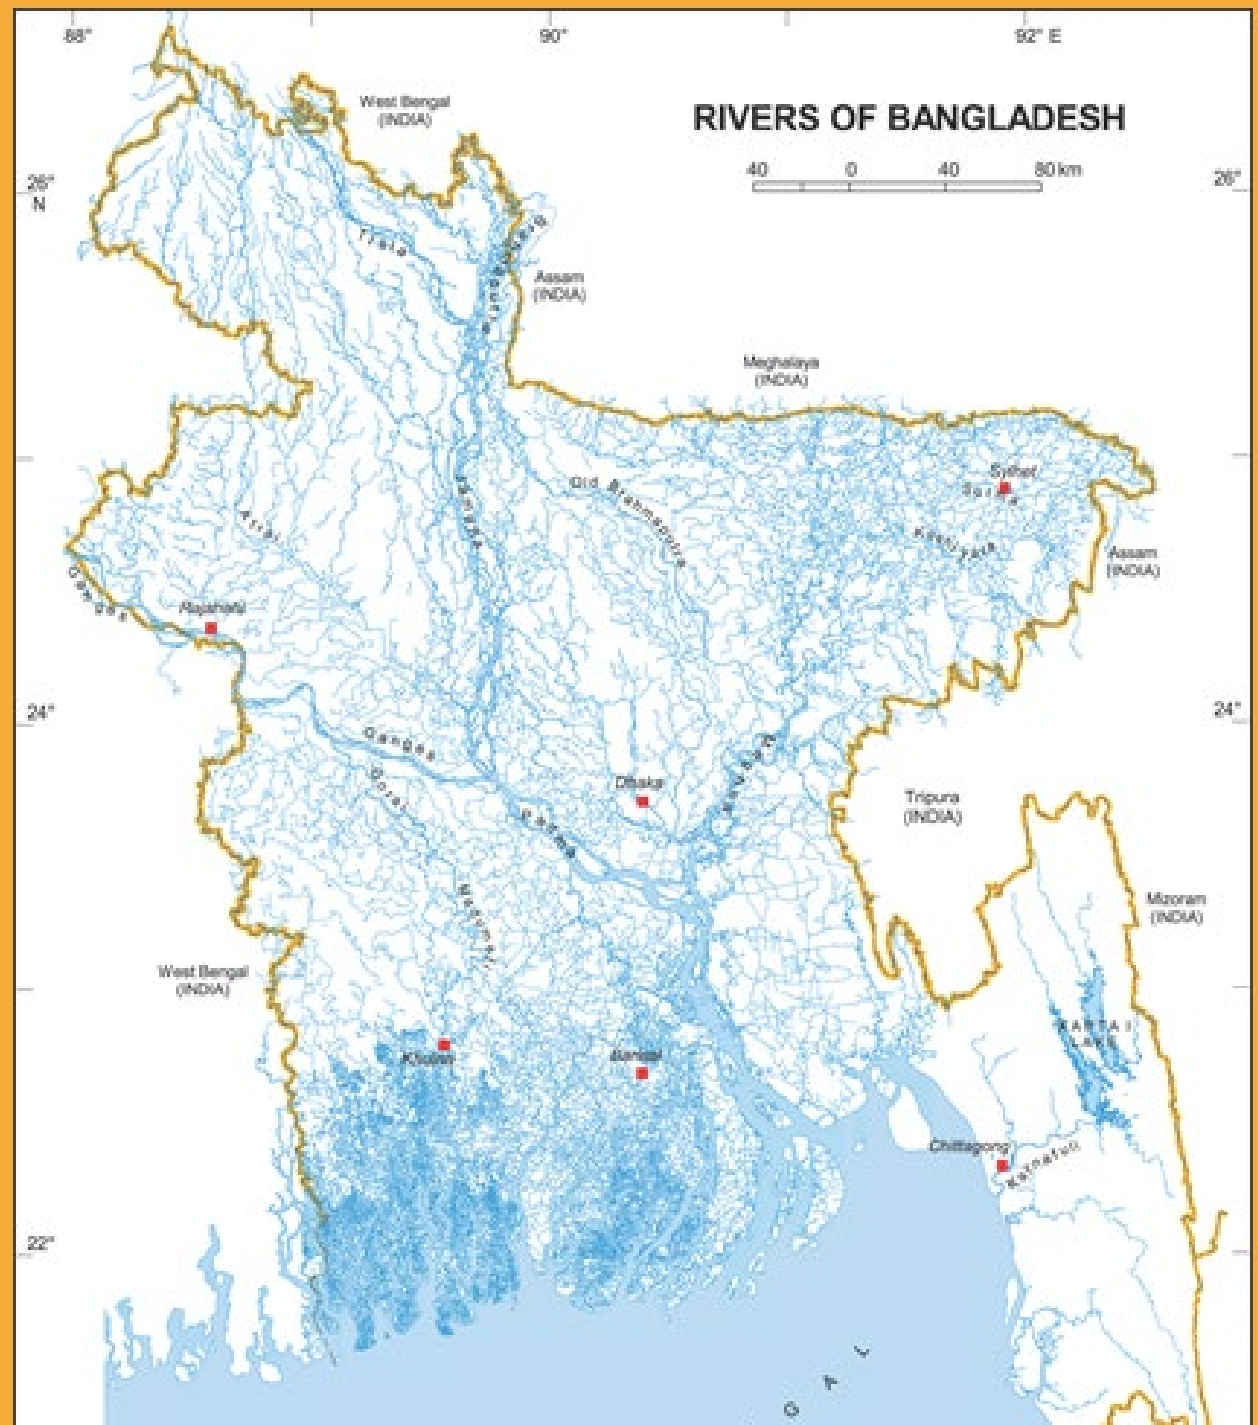 88°
90°
92° E
West Bengal
(INDIA)
RIVERS OF BANGLADESH
40 0 40 80 km
26°
N
26°
Tista
Brahmaputra
Assam
(INDIA)
Meghalaya
(INDIA)
Sylhet
Surma
Old Brahmaputra
Jamuna
Atrai
Kushiyara
Assam
(INDIA)
Ganges
Rajshahi
24°
24°
Ganges
Meghna
Dhaka
Gorai
Padma
Tripura
(INDIA)
Madhumati
Mizoram
(INDIA)
West Bengal
(INDIA)
KAPTAI
LAKE
Khulna
Barisal
Chittagong
Karnafuli
22°
G A L